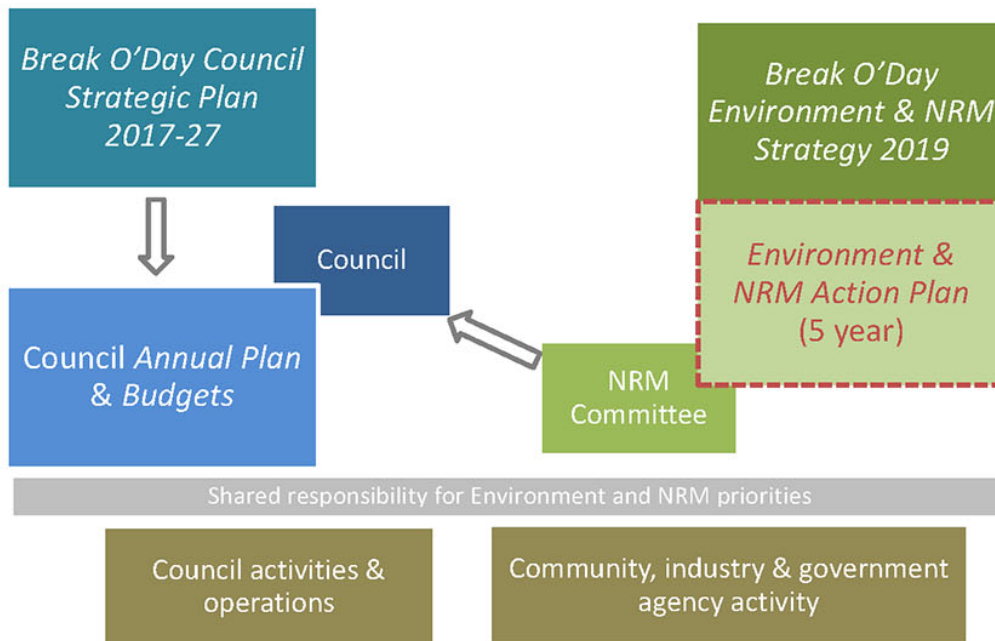 Break O'Day Council
Strategic Plan
2017-27
Break O'Day
Environment & NRM
Strategy 2019
Council
Environment &
NRM Action Plan
(5 year)
Council Annual Plan
& Budgets
NRM
Committee
Shared responsibility for Environment and NRM priorities
Council activities &
operations
Community, industry & government
agency activity